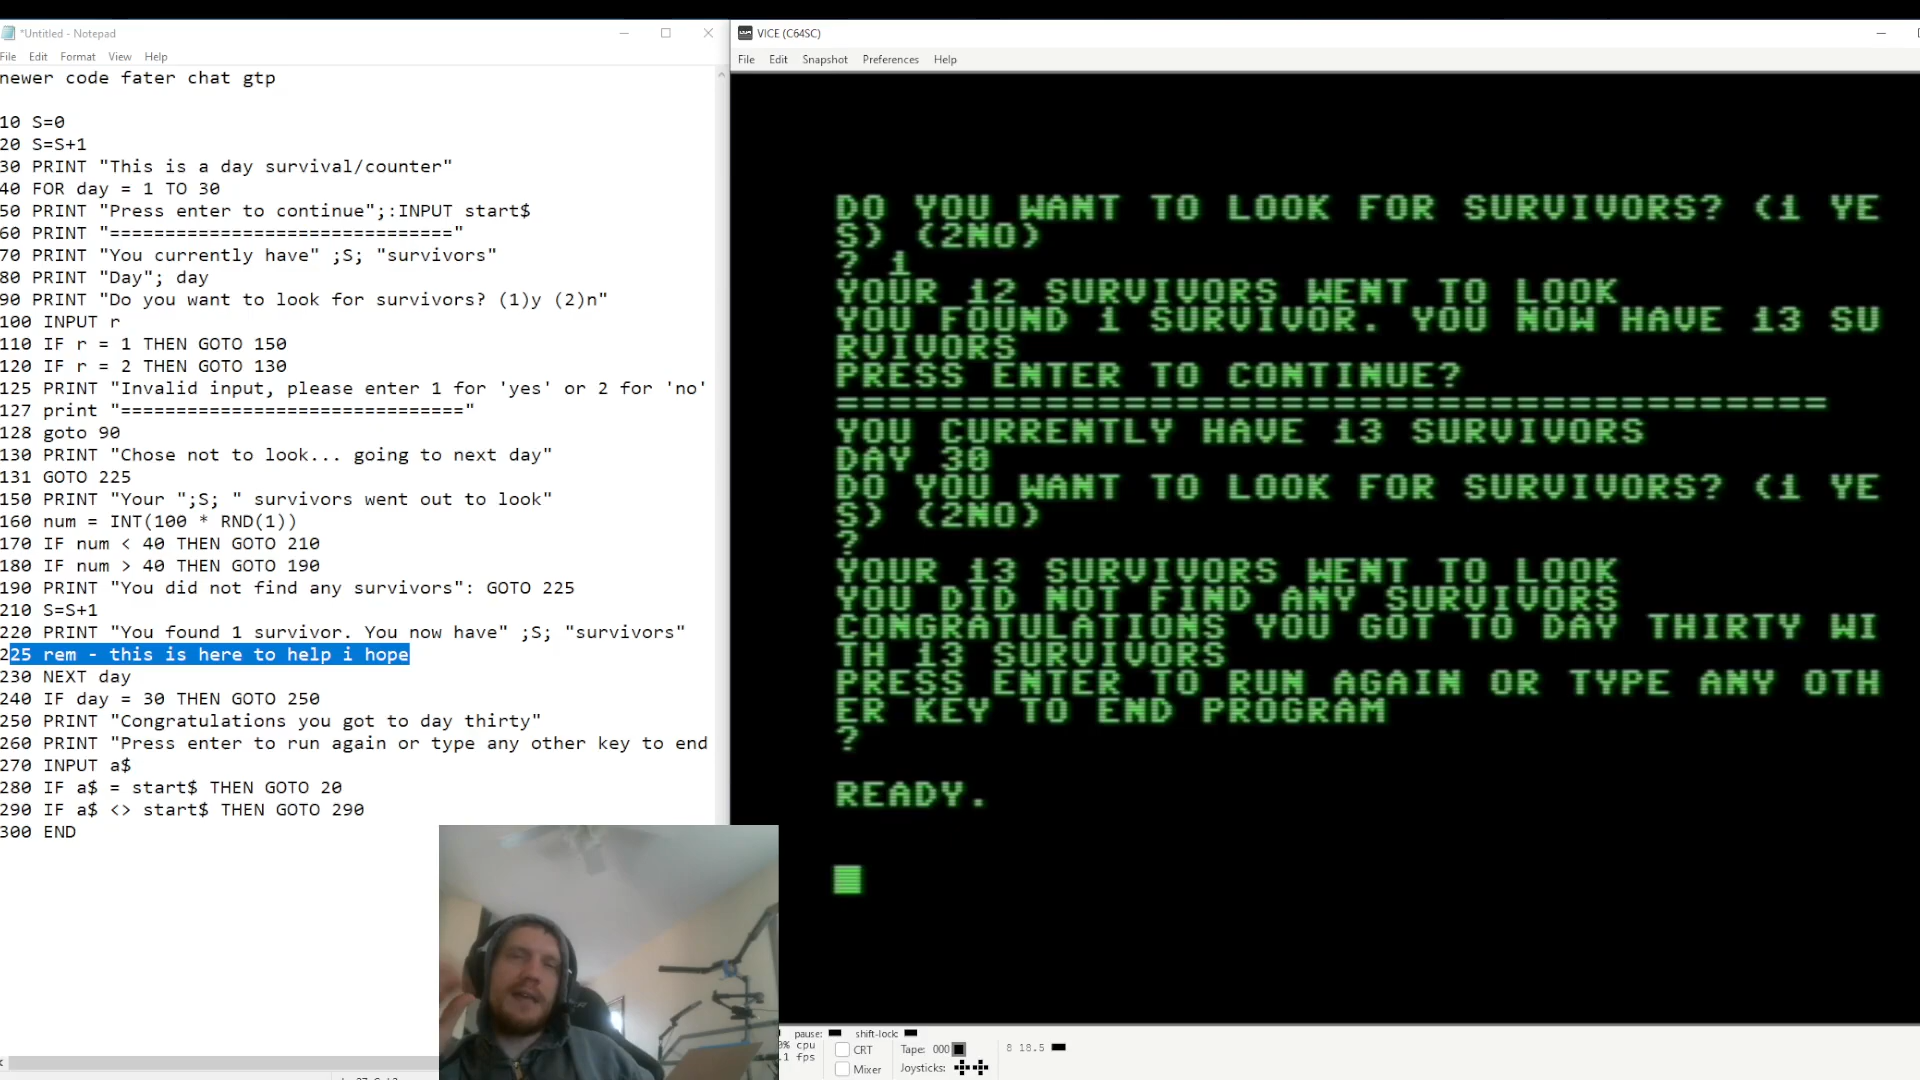 *Untitled - Notepad
File Edit Format View Help
newer code fater chat gtp
10 S=0
20 S=S+1
30 PRINT "This is a day survival/counter"
40 FOR day = 1 TO 30
50 PRINT "Press enter to continue";:INPUT start$
60 PRINT "==============================="
70 PRINT "You currently have" ;S; "survivors"
80 PRINT "Day"; day
90 PRINT "Do you want to look for survivors? (1)y (2)n"
100 INPUT r
110 IF r = 1 THEN GOTO 150
120 IF r = 2 THEN GOTO 130
125 PRINT "Invalid input, please enter 1 for 'yes' or 2 for 'no'
127 print "==============================="
128 goto 90
130 PRINT "Chose not to look... going to next day"
131 GOTO 225
150 PRINT "Your ";S; " survivors went out to look"
160 num = INT(100 * RND(1))
170 IF num < 40 THEN GOTO 210
180 IF num > 40 THEN GOTO 190
190 PRINT "You did not find any survivors": GOTO 225
210 S=S+1
220 PRINT "You found 1 survivor. You now have" ;S; "survivors"
225 rem - this is here to help i hope
230 NEXT day
240 IF day = 30 THEN GOTO 250
250 PRINT "Congratulations you got to day thirty"
260 PRINT "Press enter to run again or type any other key to end
270 INPUT a$
280 IF a$ = start$ THEN GOTO 20
290 IF a$ <> start$ THEN GOTO 290
300 END
VICE (C64SC)
File Edit Snapshot Preferences Help
DO YOU WANT TO LOOK FOR SURVIVORS? (1 YE
S) (2NO)
? 1
YOUR 12 SURVIVORS WENT TO LOOK
YOU FOUND 1 SURVIVOR. YOU NOW HAVE 13 SU
RVIVORS
PRESS ENTER TO CONTINUE?
======================================
YOU CURRENTLY HAVE 13 SURVIVORS
DAY 30
DO YOU WANT TO LOOK FOR SURVIVORS? (1 YE
S) (2NO)
?
YOUR 13 SURVIVORS WENT TO LOOK
YOU DID NOT FIND ANY SURVIVORS
CONGRATULATIONS YOU GOT TO DAY THIRTY WI
TH 13 SURVIVORS
PRESS ENTER TO RUN AGAIN OR TYPE ANY OTH
ER KEY TO END PROGRAM
?
READY.
pause: shift-lock:
% cpu
fps
CRT
Mixer
Tape: 000
Joysticks:
8 18.5